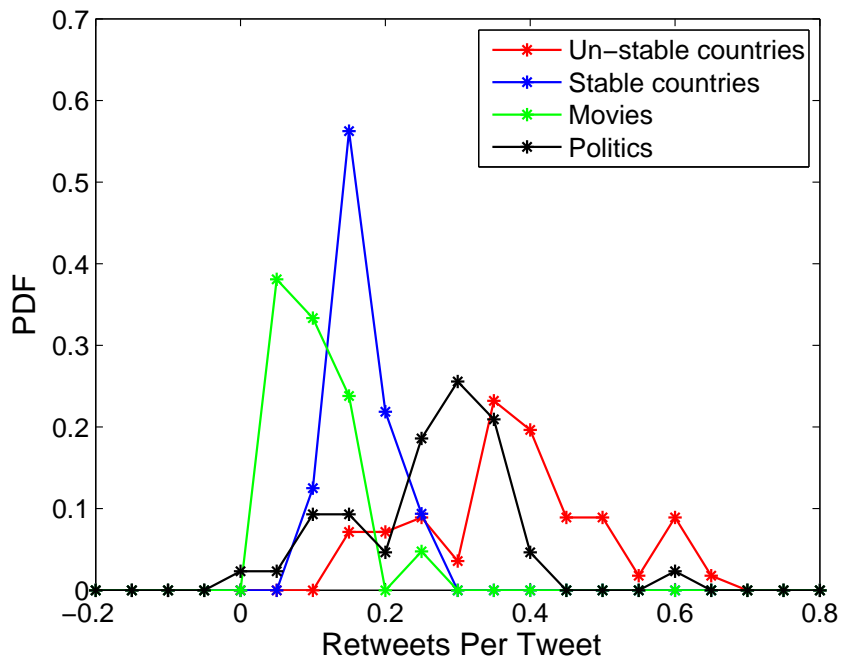 0.7
0.6
0.5
0.4
0.3
0.2
0.1
0
PDF
Un-stable countries
Stable countries
Movies
Politics
−0.2 0 0.2 0.4 0.6 0.8
Retweets Per Tweet